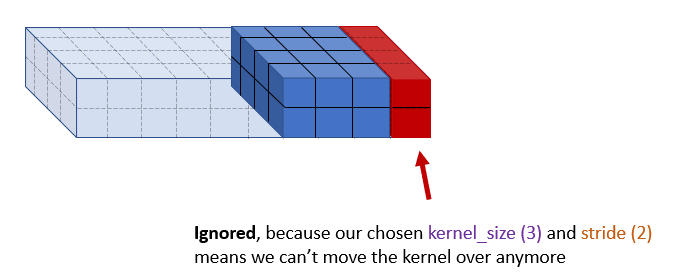 Ignored, because our chosen kernel_size (3) and stride (2)
means we can’t move the kernel over anymore